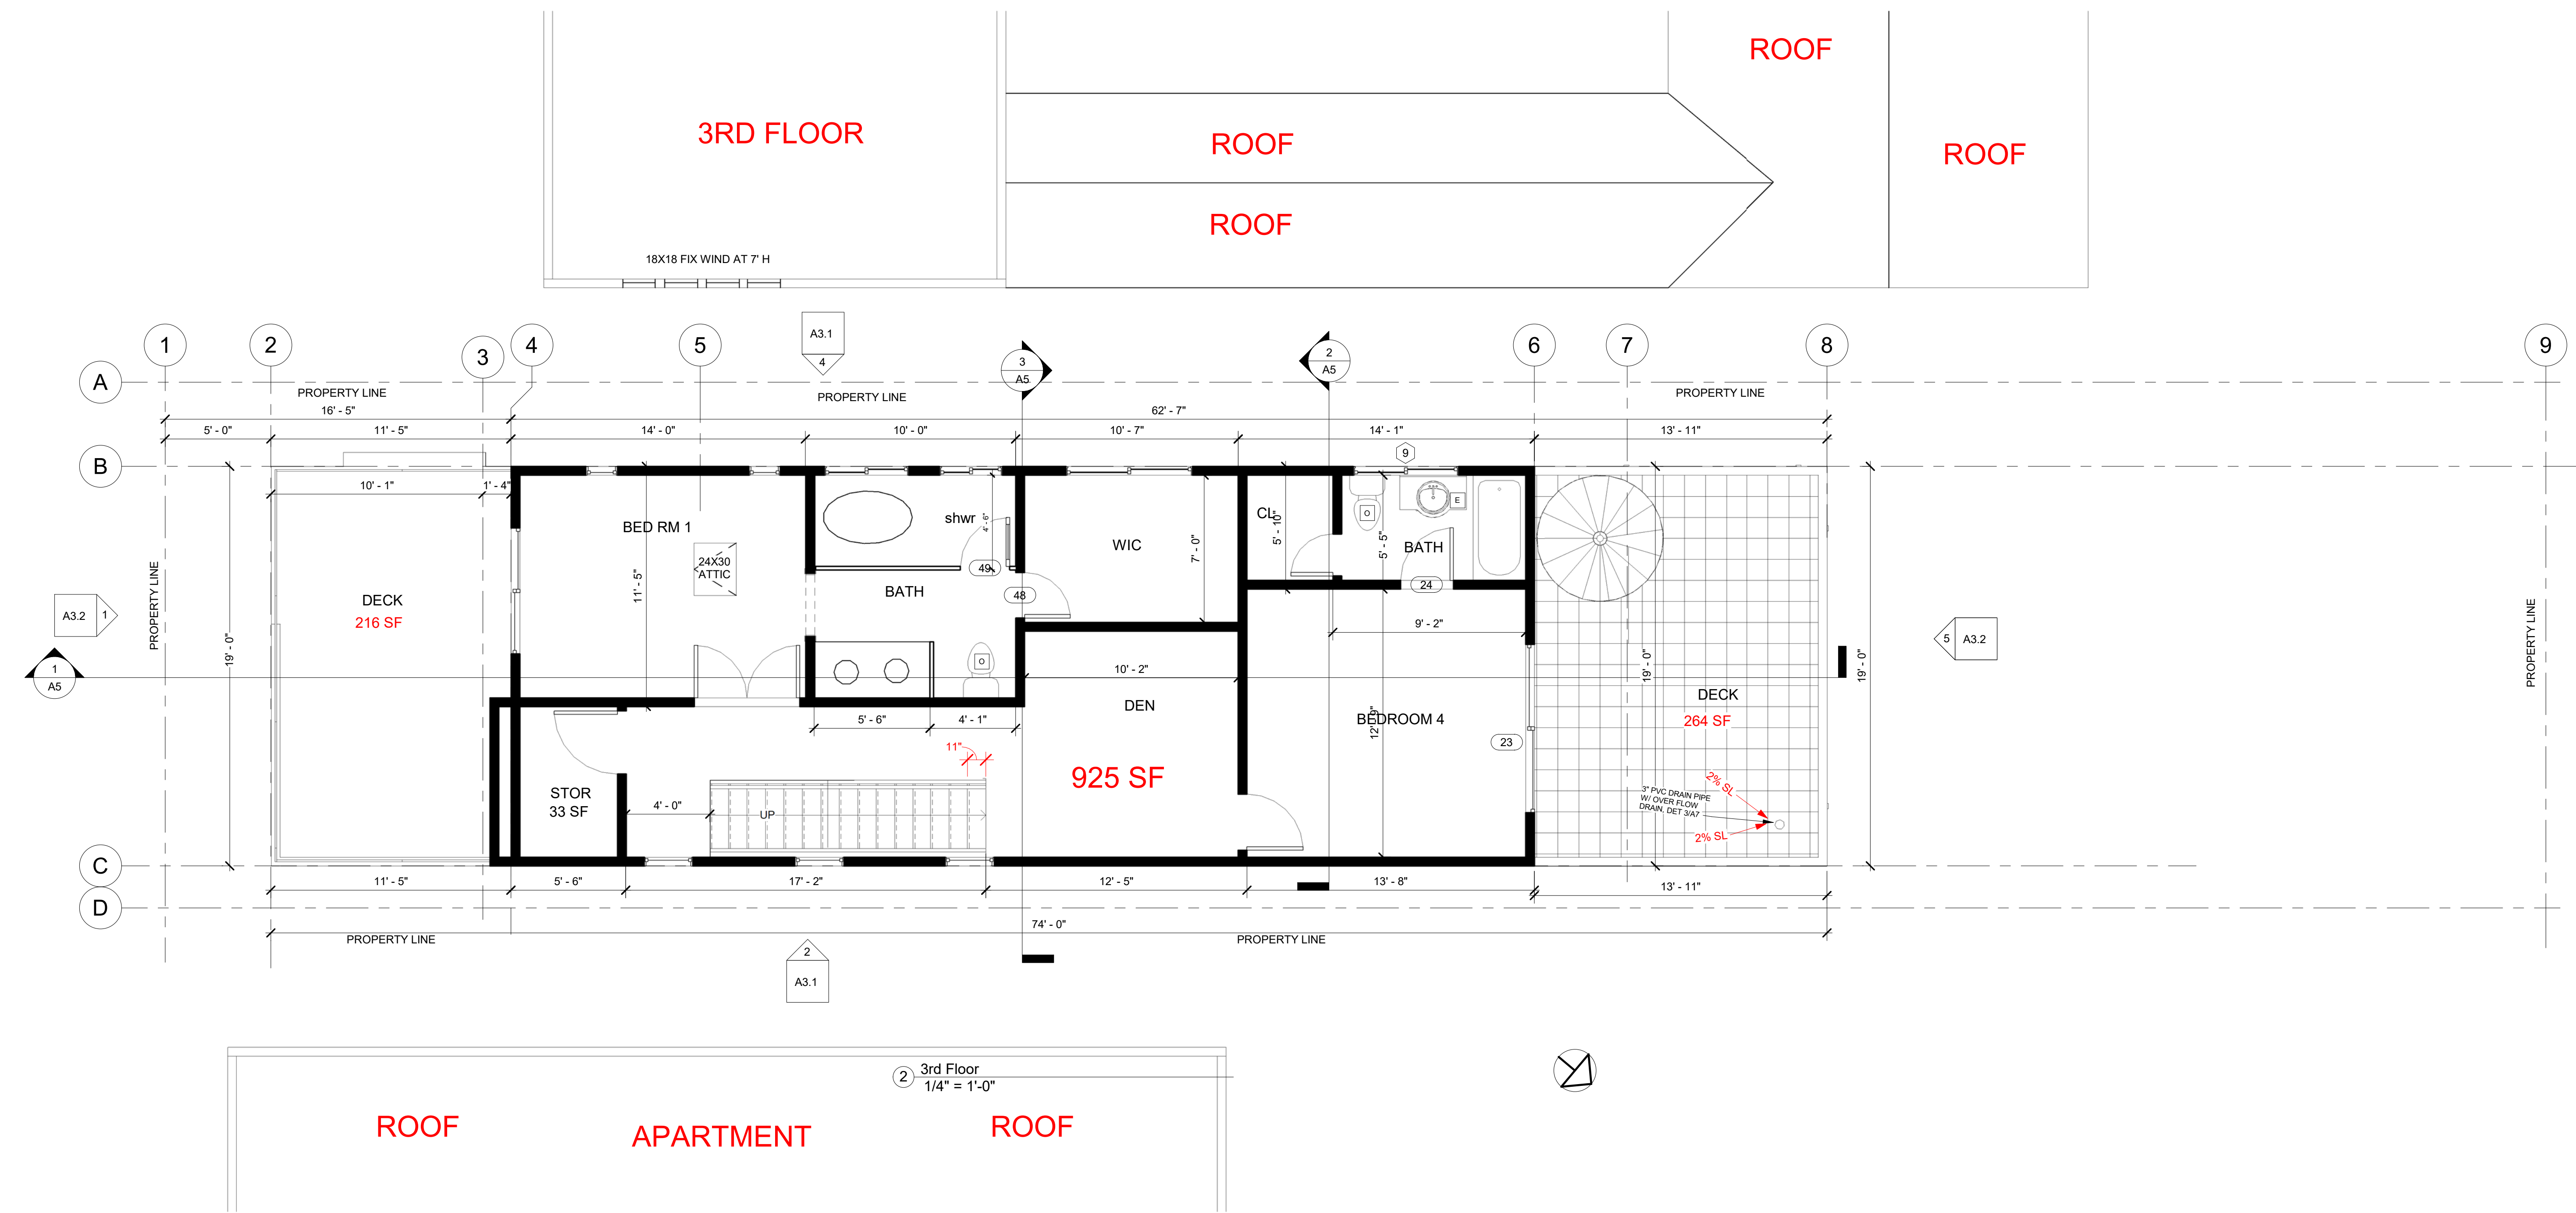 ROOF
3RD FLOOR
ROOF
ROOF
ROOF
18X18 FIX WIND AT 7' H
A3.1
4
1
2
3
4
5
3
A5
2
A5
6
7
8
9
A
PROPERTY LINE
PROPERTY LINE
PROPERTY LINE
16' - 5"
62' - 7"
5' - 0"
11' - 5"
14' - 0"
10' - 0"
10' - 7"
14' - 1"
13' - 11"
9
B
10' - 1"
1' - 4"
BED RM 1
shwr
4' - 6"
CL
5' - 10"
E
O
5' - 5"
BATH
WIC
7' - 0"
24X30
ATTIC
11' - 5"
49
48
24
BATH
DECK
216 SF
PROPERTY LINE
A3.2
1
1
A5
19' - 0"
9' - 2"
O
10' - 2"
DEN
BEDROOM 4
12' - 9"
23
19' - 0"
DECK
264 SF
19' - 0"
5
A3.2
PROPERTY LINE
5' - 6"
4' - 1"
11"
925 SF
STOR
33 SF
4' - 0"
UP
2% SL
3" PVC DRAIN PIPE
W/ OVER FLOW
DRAIN, DET 3/A7
2% SL
C
11' - 5"
5' - 6"
17' - 2"
12' - 5"
13' - 8"
13' - 11"
D
74' - 0"
PROPERTY LINE
PROPERTY LINE
2
A3.1
2
3rd Floor
1/4" = 1'-0"
ROOF
APARTMENT
ROOF